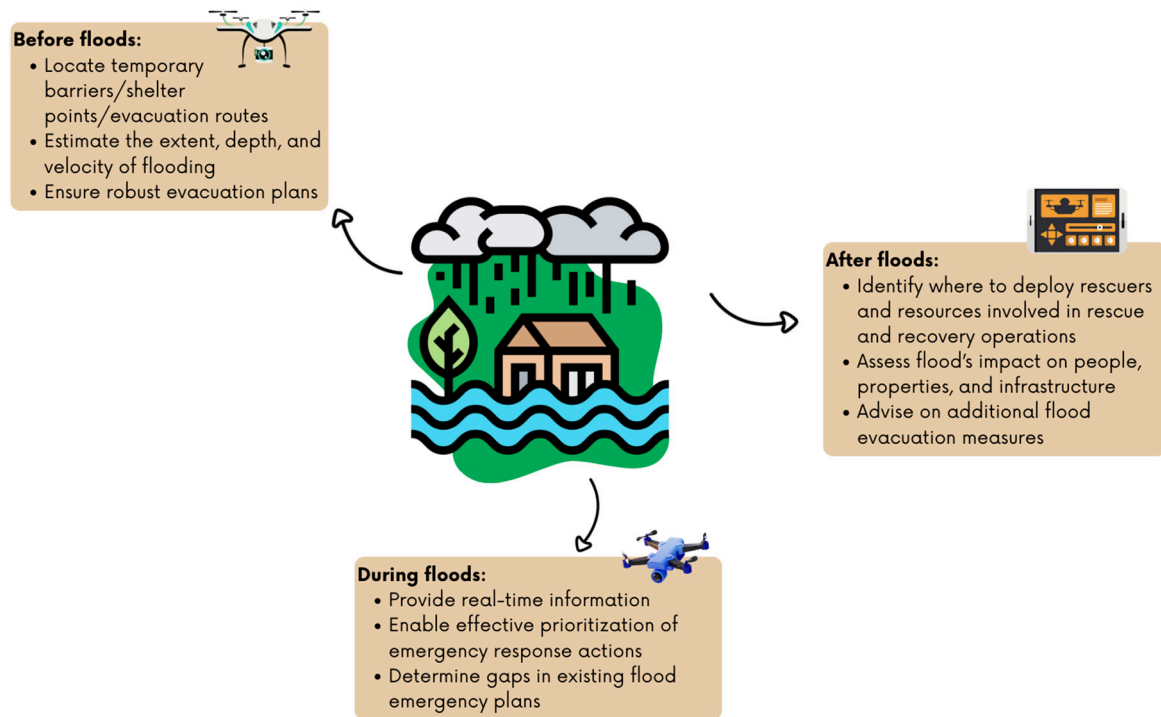 Before floods:
• Locate temporary
barriers/shelter
points/evacuation routes
• Estimate the extent, depth, and
velocity of flooding
• Ensure robust evacuation plans
After floods:
• Identify where to deploy rescuers
and resources involved in rescue
and recovery operations
• Assess flood's impact on people,
properties, and infrastructure
• Advise on additional flood
evacuation measures
During floods:
• Provide real-time information
• Enable effective prioritization of
emergency response actions
• Determine gaps in existing flood
emergency plans